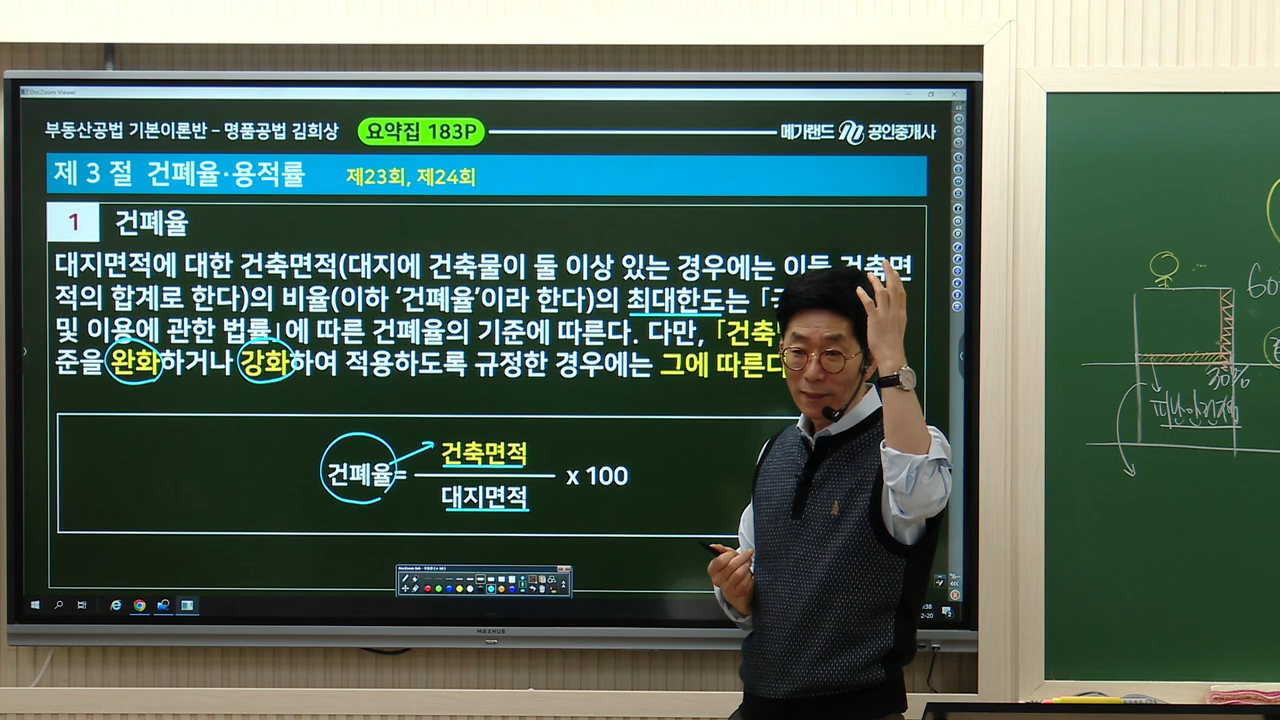 DocZoom Viewer
부동산공법 기본이론반 - 명품공법 김희상
요약집 183P
메가랜드 공인중개사
제 3 절 건폐율·용적률 제23회, 제24회
1 건폐율
대지면적에 대한 건축면적(대지에 건축물이 둘 이상 있는 경우에는 이들 건축면
적의 합계로 한다)의 비율(이하 ‘건폐율’이라 한다)의 최대한도는 「
및 이용에 관한 법률」에 따른 건폐율의 기준에 따른다. 다만, 「건축
준을 완화하거나 강화하여 적용하도록 규정한 경우에는 그에 따른다
건폐율= 건축면적
대지면적
x 100
MAXHUB
30%
피난안전구역